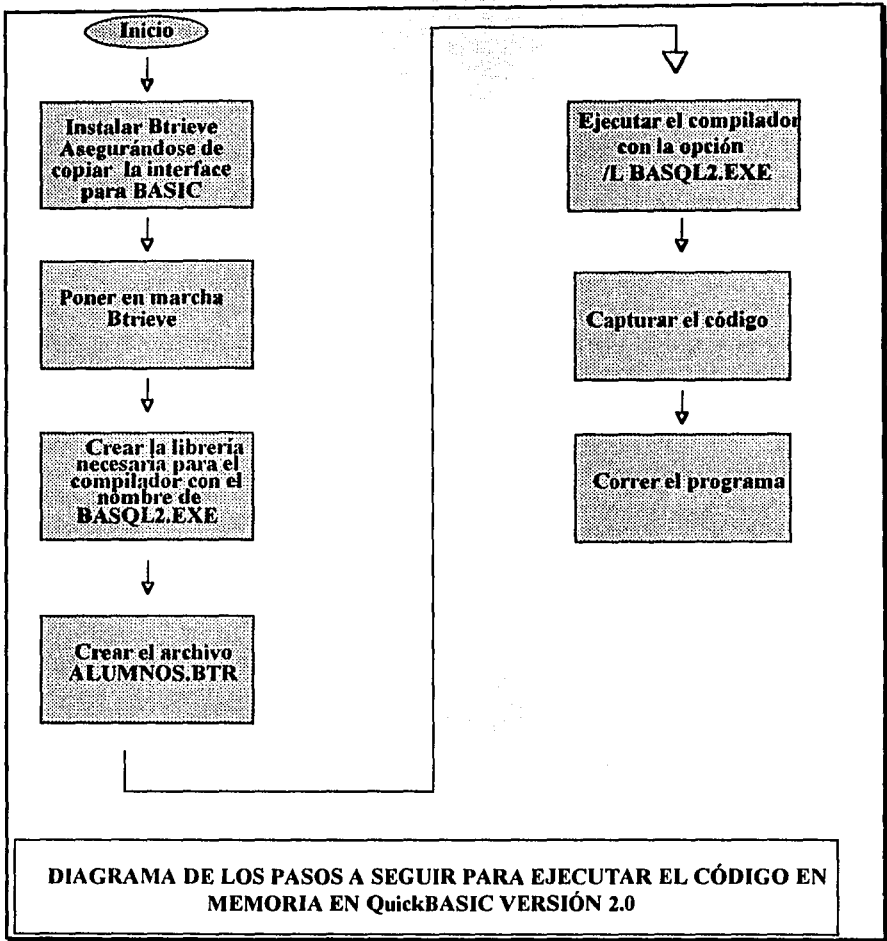 Inicio
Instalar Btrieve
Asegurándose de
copiar la interface
para BASIC
Poner en marcha
Btrieve
Crear la librería
necesaria para el
compilador con el
nombre de
BASQL2.EXE
Crear el archivo
ALUMNOS.BTR
Ejecutar el compilador
con la opción
/L BASQL2.EXE
Capturar el código
Correr el programa
DIAGRAMA DE LOS PASOS A SEGUIR PARA EJECUTAR EL CÓDIGO EN
MEMORIA EN QuickBASIC VERSIÓN 2.0